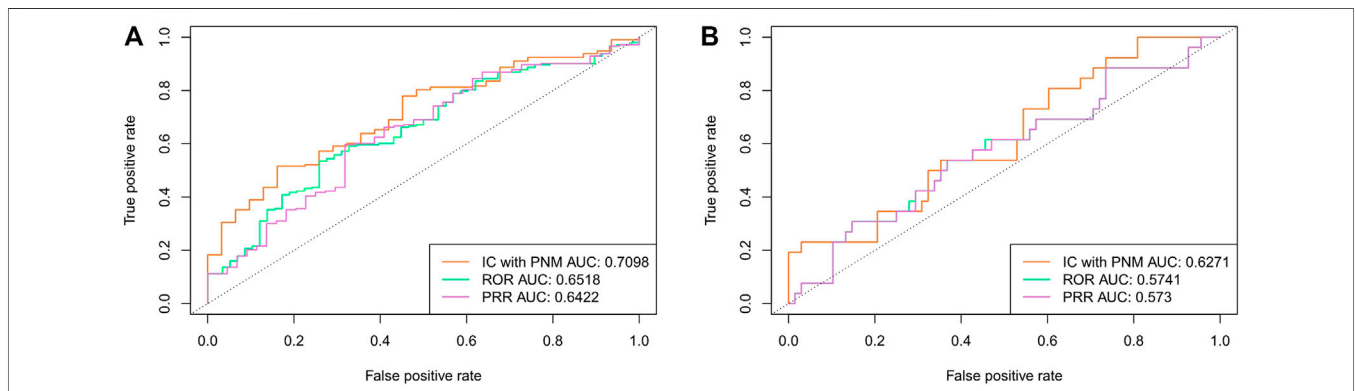 A
True positive rate
1.0
0.8
0.6
0.4
0.2
0.0
IC with PNM AUC: 0.7098
ROR AUC: 0.6518
PRR AUC: 0.6422
0.0 0.2 0.4 0.6 0.8 1.0
False positive rate
B
True positive rate
1.0
0.8
0.6
0.4
0.2
0.0
IC with PNM AUC: 0.6271
ROR AUC: 0.5741
PRR AUC: 0.573
0.0 0.2 0.4 0.6 0.8 1.0
False positive rate